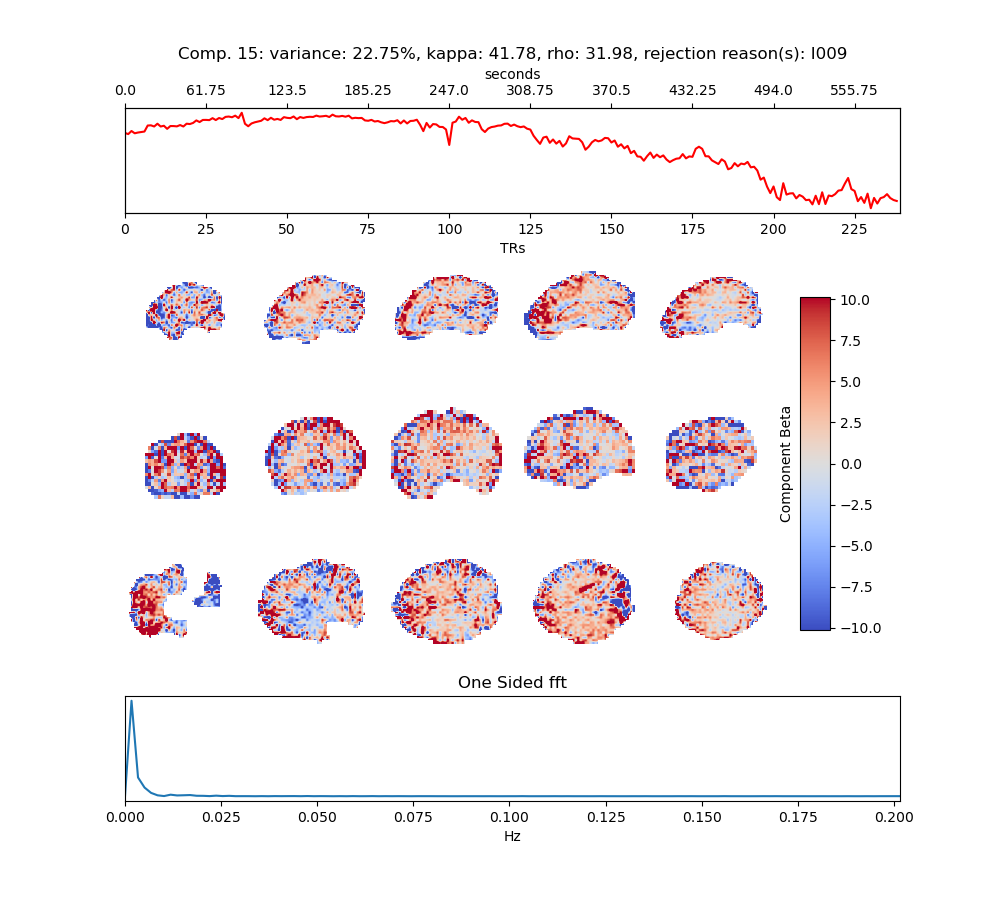 Comp. 15: variance: 22.75%, kappa: 41.78, rho: 31.98, rejection reason(s): I009
seconds
0.0 61.75 123.5 185.25 247.0 308.75 370.5 432.25 494.0 555.75
0 25 50 75 100 125 150 175 200 225
TRs
10.0
7.5
5.0
2.5
0.0
−2.5
−5.0
−7.5
−10.0
Component Beta
One Sided fft
0.000 0.025 0.050 0.075 0.100 0.125 0.150 0.175 0.200
Hz